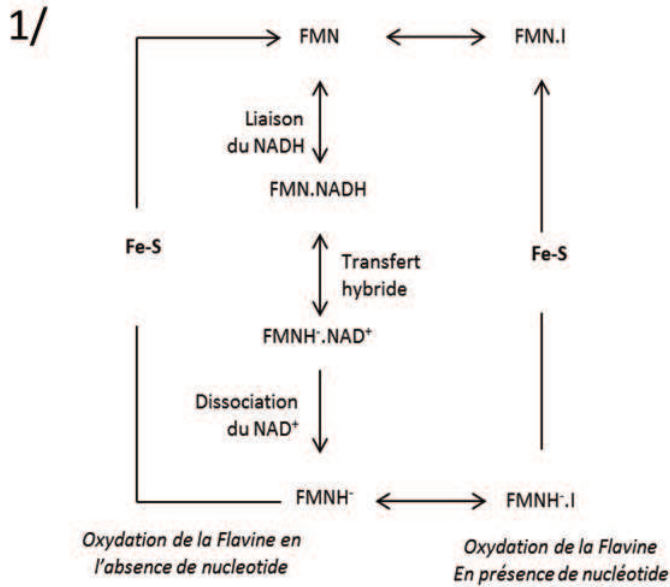 1/
FMN
FMN.I
Liaison
du NADH
FMN.NADH
Fe-S
Fe-S
Transfert
hybride
FMNH⁻.NAD⁺
Dissociation
du NAD⁺
FMNH⁻
FMNH⁻.I
Oxydation de la Flavine en
l'absence de nucleotide
Oxydation de la Flavine
En présence de nucléotide